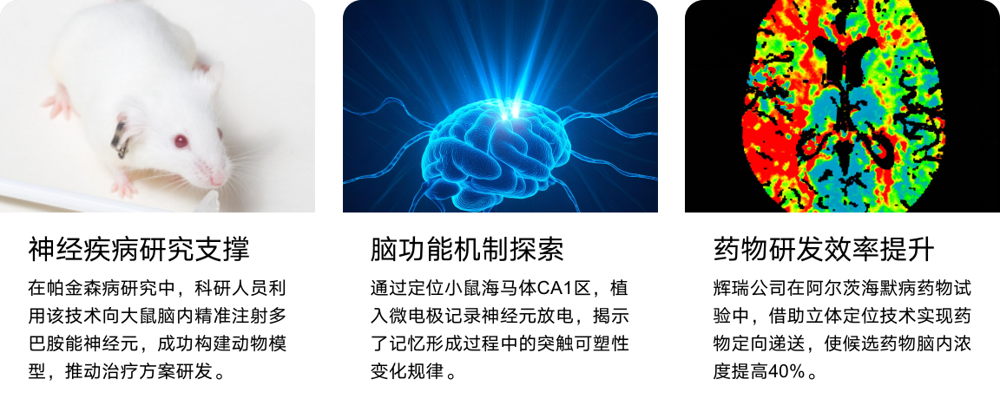 神经疾病研究支撑
在帕金森病研究中，科研人员利
用该技术向大鼠脑内精准注射多
巴胺能神经元，成功构建动物模
型，推动治疗方案研发。
脑功能机制探索
通过定位小鼠海马体CA1区，植
入微电极记录神经元放电，揭示
了记忆形成过程中的突触可塑性
变化规律。
药物研发效率提升
辉瑞公司在阿尔茨海默病药物试
验中，借助立体定位技术实现药
物定向递送，使候选药物脑内浓
度提高40%。